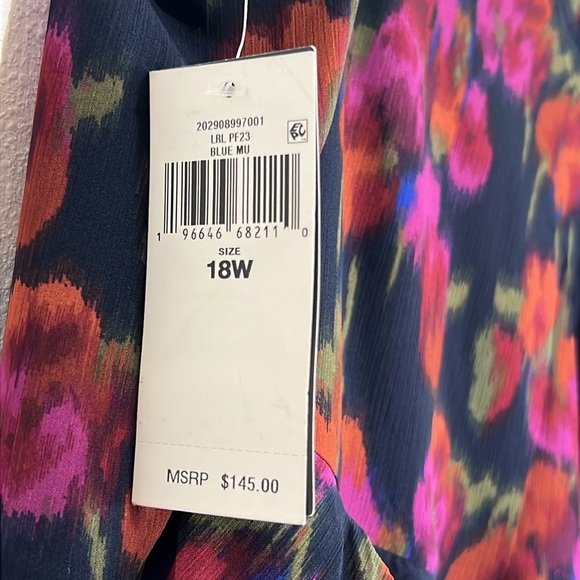 202908997001
LRL PF23
BLUE MU
1 96646 68211 0
SIZE
18W
MSRP $145.00